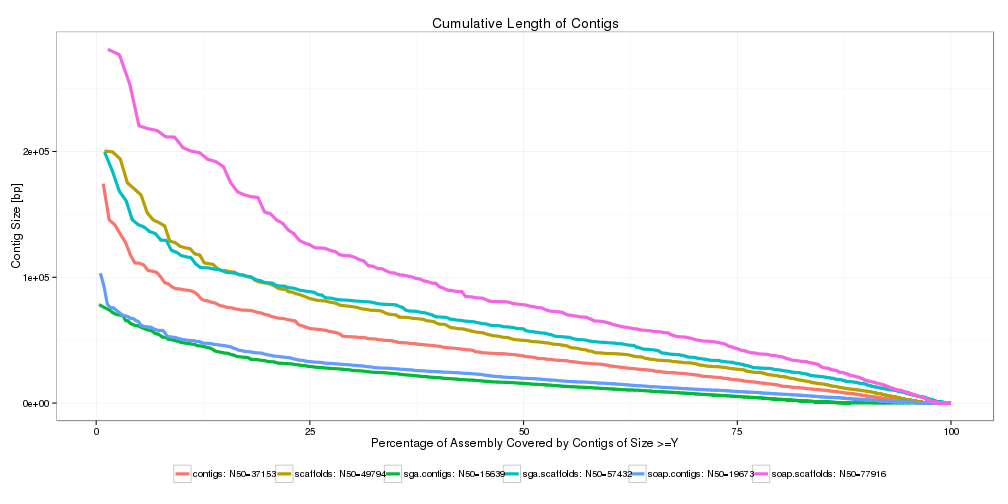 Cumulative Length of Contigs
Contig Size [bp]
2e+05
1e+05
0e+00
0 25 50 75 100
Percentage of Assembly Covered by Contigs of Size >=Y
contigs: N50=37153 scaffolds: N50=49794 sga.contigs: N50=15639 sga.scaffolds: N50=57432 soap.contigs: N50=19673 soap.scaffolds: N50=77916